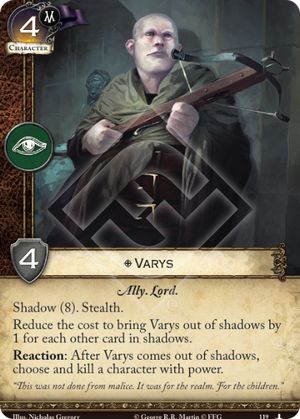 4
Character
4
Varys
Ally. Lord.
Shadow (8). Stealth.
Reduce the cost to bring Varys out of shadows by
1 for each other card in shadows.
Reaction: After Varys comes out of shadows,
choose and kill a character with power.
"This was not done from malice. It was for the realm. For the children."
Illus. Nicholas Gregory © George R.R. Martin © FFG 119